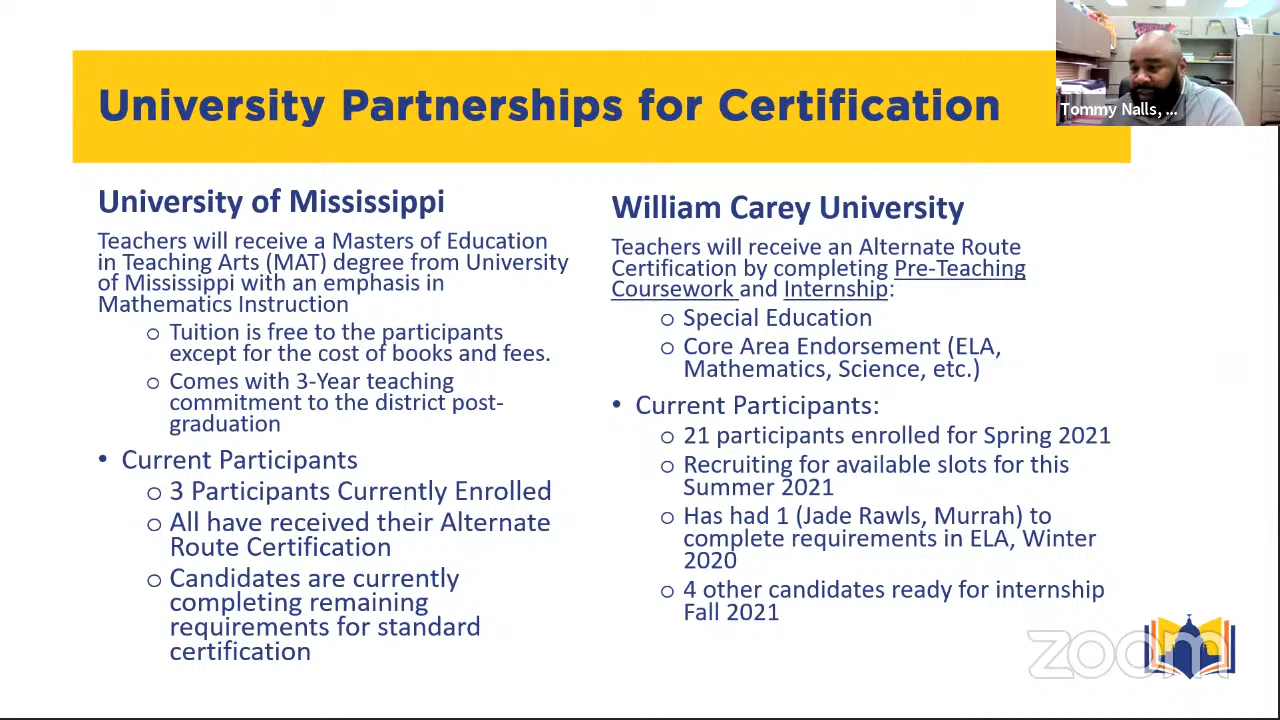 University Partnerships for Certification
Tommy Nalls, ...
University of Mississippi
Teachers will receive a Masters of Education
in Teaching Arts (MAT) degree from University
of Mississippi with an emphasis in
Mathematics Instruction
o Tuition is free to the participants
except for the cost of books and fees.
o Comes with 3-Year teaching
commitment to the district post-
graduation
• Current Participants
o 3 Participants Currently Enrolled
o All have received their Alternate
Route Certification
o Candidates are currently
completing remaining
requirements for standard
certification
William Carey University
Teachers will receive an Alternate Route
Certification by completing Pre-Teaching
Coursework and Internship:
o Special Education
o Core Area Endorsement (ELA,
Mathematics, Science, etc.)
• Current Participants:
o 21 participants enrolled for Spring 2021
o Recruiting for available slots for this
Summer 2021
o Has had 1 (Jade Rawls, Murrah) to
complete requirements in ELA, Winter
2020
o 4 other candidates ready for internship
Fall 2021
zoom